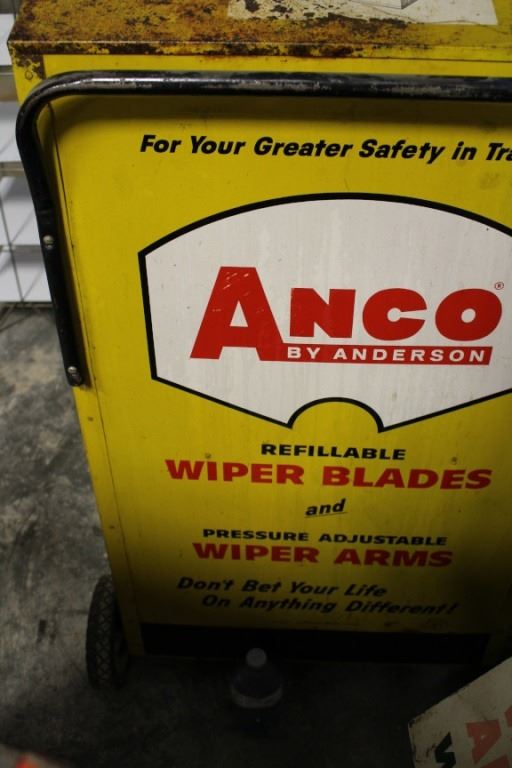 For Your Greater Safety in Tra
ANCO®
BY ANDERSON
REFILLABLE
WIPER BLADES
and
PRESSURE ADJUSTABLE
WIPER ARMS
Don't Bet Your Life
On Anything Different!